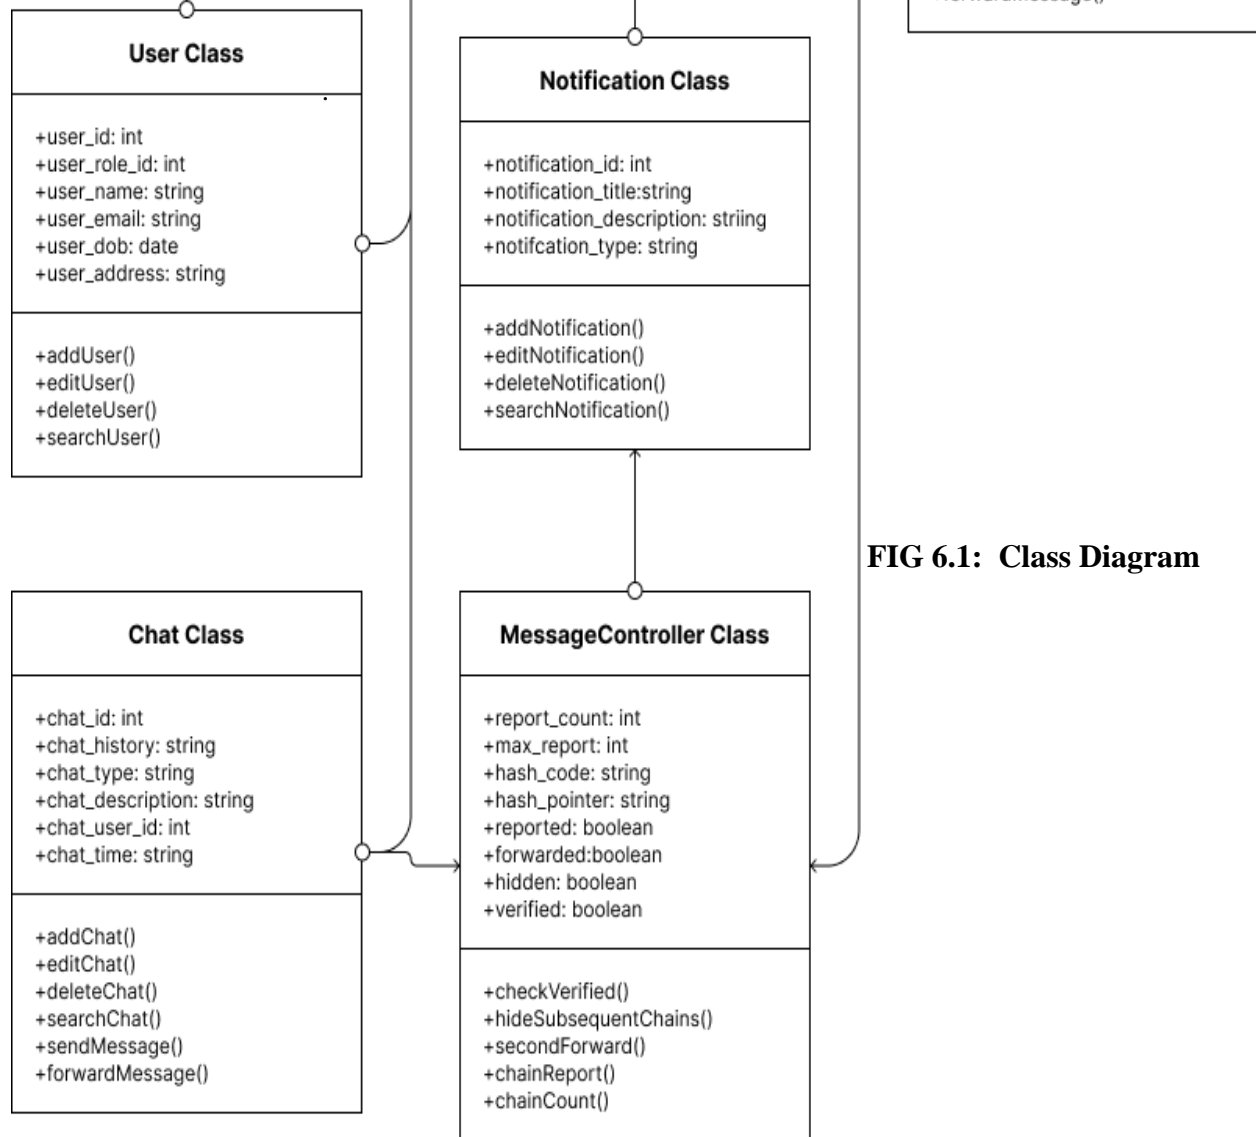 User Class
+user_id: int
+user_role_id: int
+user_name: string
+user_email: string
+user_dob: date
+user_address: string
+addUser()
+editUser()
+deleteUser()
+searchUser()
Notification Class
+notification_id: int
+notification_title:string
+notification_description: striing
+notifcation_type: string
+addNotification()
+editNotification()
+deleteNotification()
+searchNotification()
FIG 6.1: Class Diagram
Chat Class
+chat_id: int
+chat_history: string
+chat_type: string
+chat_description: string
+chat_user_id: int
+chat_time: string
+addChat()
+editChat()
+deleteChat()
+searchChat()
+sendMessage()
+forwardMessage()
MessageController Class
+report_count: int
+max_report: int
+hash_code: string
+hash_pointer: string
+reported: boolean
+forwarded:boolean
+hidden: boolean
+verified: boolean
+checkVerified()
+hideSubsequentChains()
+secondForward()
+chainReport()
+chainCount()